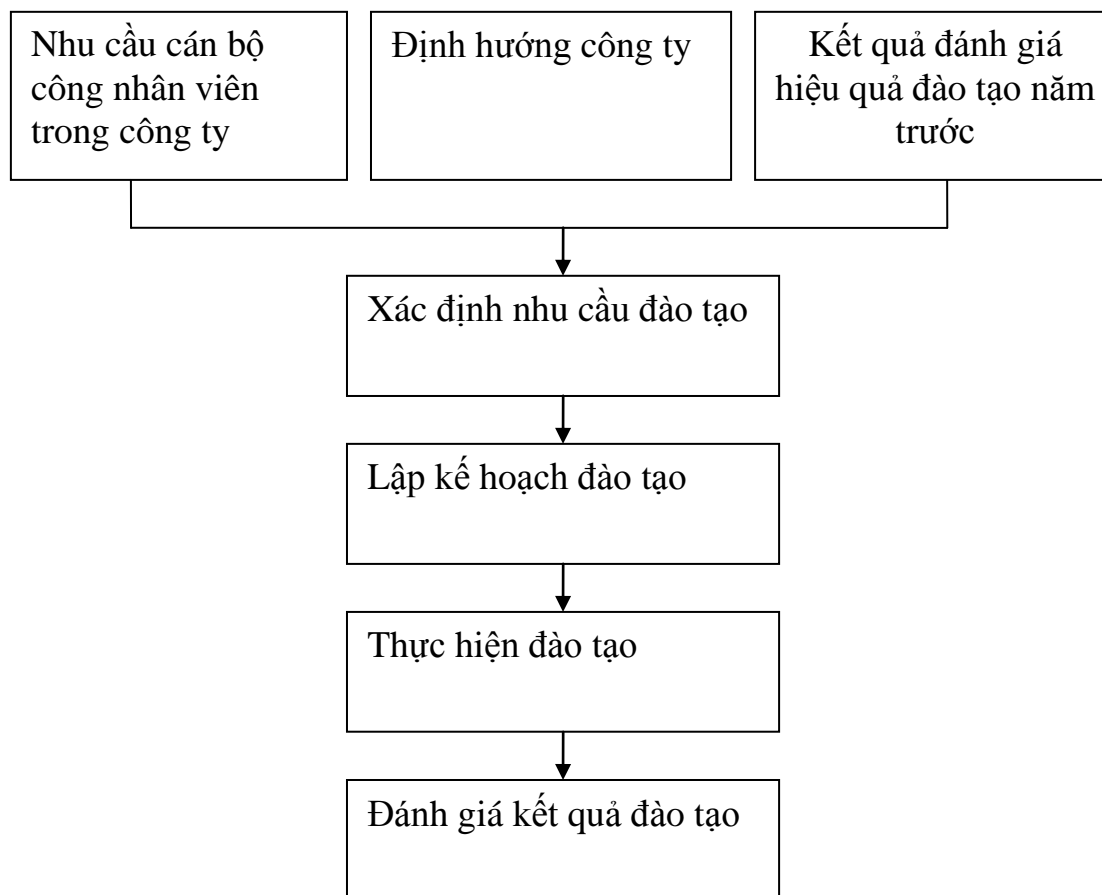 Nhu cầu cán bộ
công nhân viên
trong công ty
Định hướng công ty
Kết quả đánh giá
hiệu quả đào tạo năm
trước
Xác định nhu cầu đào tạo
Lập kế hoạch đào tạo
Thực hiện đào tạo
Đánh giá kết quả đào tạo